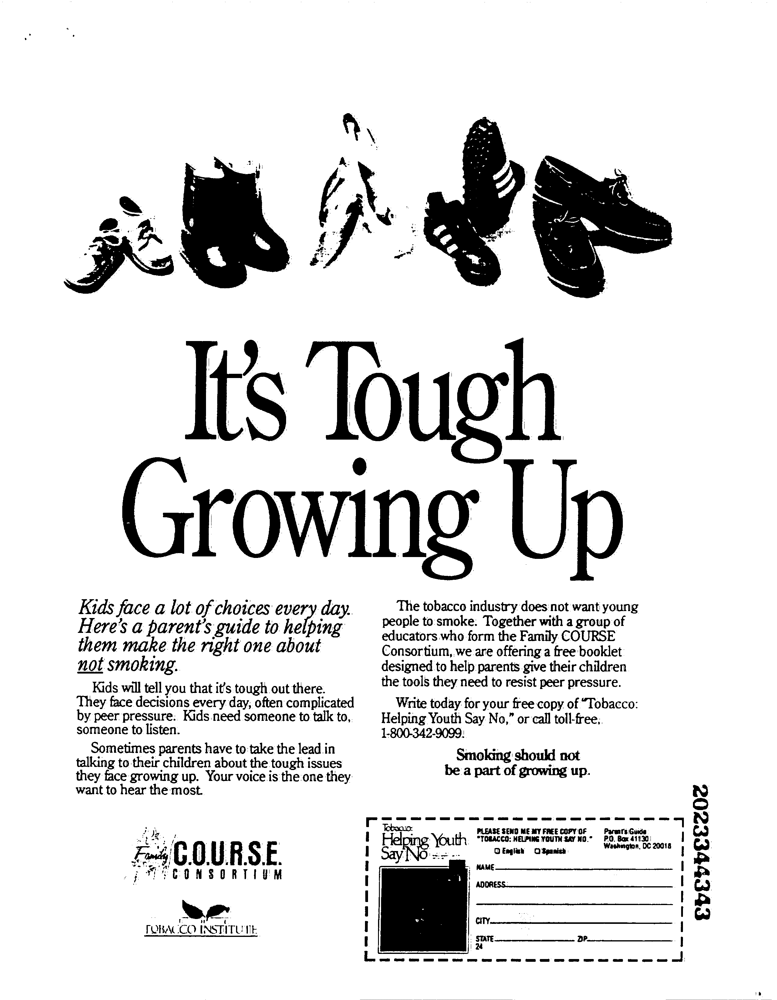 It's Tough
Growing Up
Kids face a lot of choices every day.
Here's a parent's guide to helping
them make the right one about
not smoking.
Kids will tell you that it's tough out there.
They face decisions every day, often complicated
by peer pressure. Kids need someone to talk to,
someone to listen.
Sometimes parents have to take the lead in
talking to their children about the tough issues
they face growing up. Your voice is the one they
want to hear the most.
The tobacco industry does not want young
people to smoke. Together with a group of
educators who form the Family COURSE
Consortium, we are offering a free booklet
designed to help parents give their children
the tools they need to resist peer pressure.
Write today for your free copy of "Tobacco:
Helping Youth Say No," or call toll-free,
1-800-342-9099.
Smoking should not
be a part of growing up.
Family C.O.U.R.S.E.
CONSORTIUM
TOBACCO INSTITUTE
Tobacco:
Helping Youth
Say No
PLEASE SEND ME MY FREE COPY OF
"TOBACCO: HELPING YOUTH SAY NO."
English Spanish
Parent's Guide
P.O. Box 41130
Washington, DC 20018
NAME
ADDRESS
CITY
STATE ZIP
24
2023344343